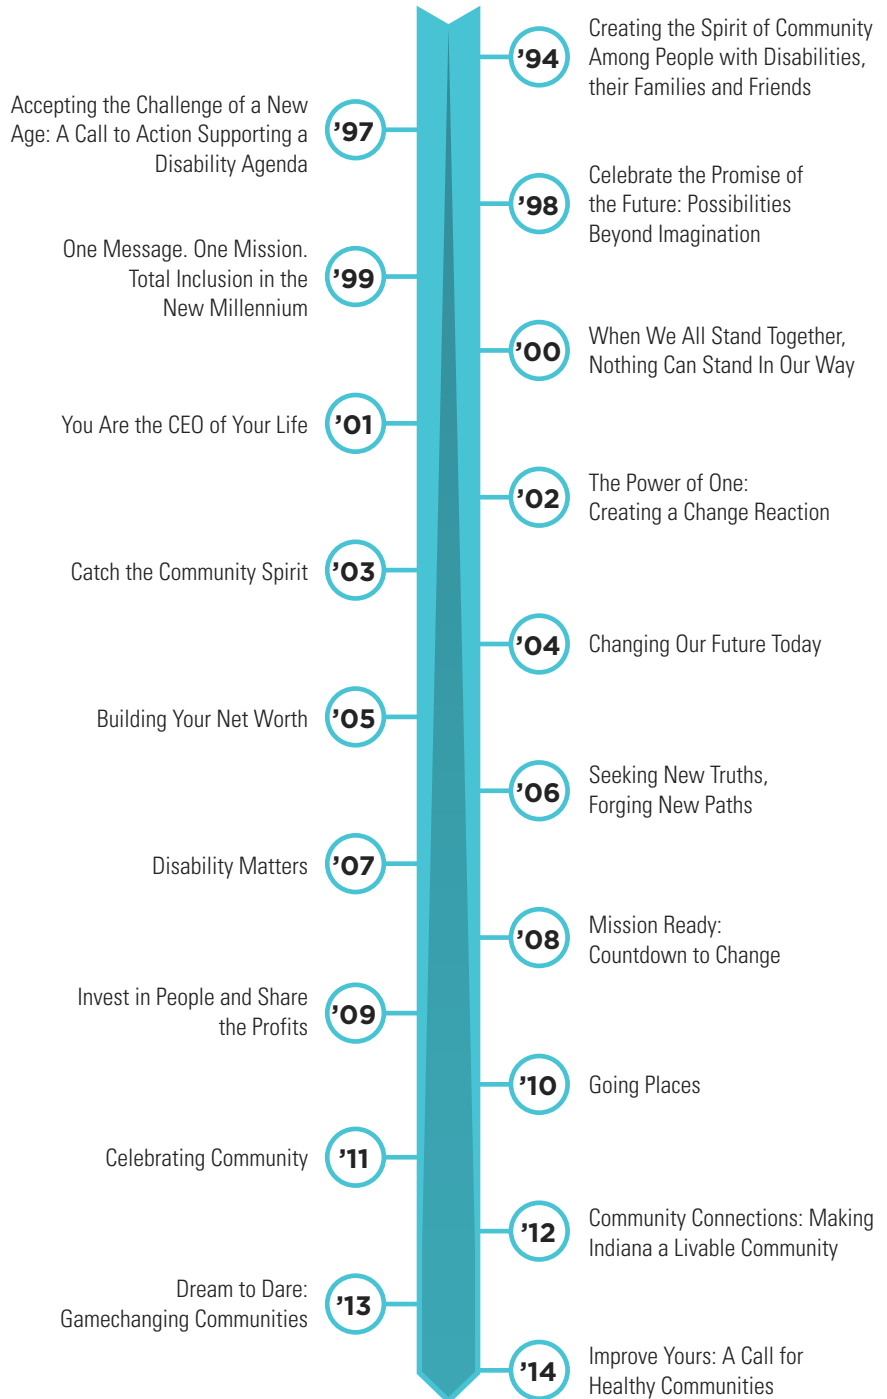 ’94
Creating the Spirit of Community
Among People with Disabilities,
their Families and Friends
Accepting the Challenge of a New
Age: A Call to Action Supporting a
Disability Agenda
’97
’98
Celebrate the Promise of
the Future: Possibilities
Beyond Imagination
One Message. One Mission.
Total Inclusion in the
New Millennium
’99
’00
When We All Stand Together,
Nothing Can Stand In Our Way
You Are the CEO of Your Life
’01
’02
The Power of One:
Creating a Change Reaction
Catch the Community Spirit
’03
’04
Changing Our Future Today
Building Your Net Worth
’05
’06
Seeking New Truths,
Forging New Paths
Disability Matters
’07
’08
Mission Ready:
Countdown to Change
Invest in People and Share
the Profits
’09
’10
Going Places
Celebrating Community
’11
’12
Community Connections: Making
Indiana a Livable Community
Dream to Dare:
Gamechanging Communities
’13
’14
Improve Yours: A Call for
Healthy Communities